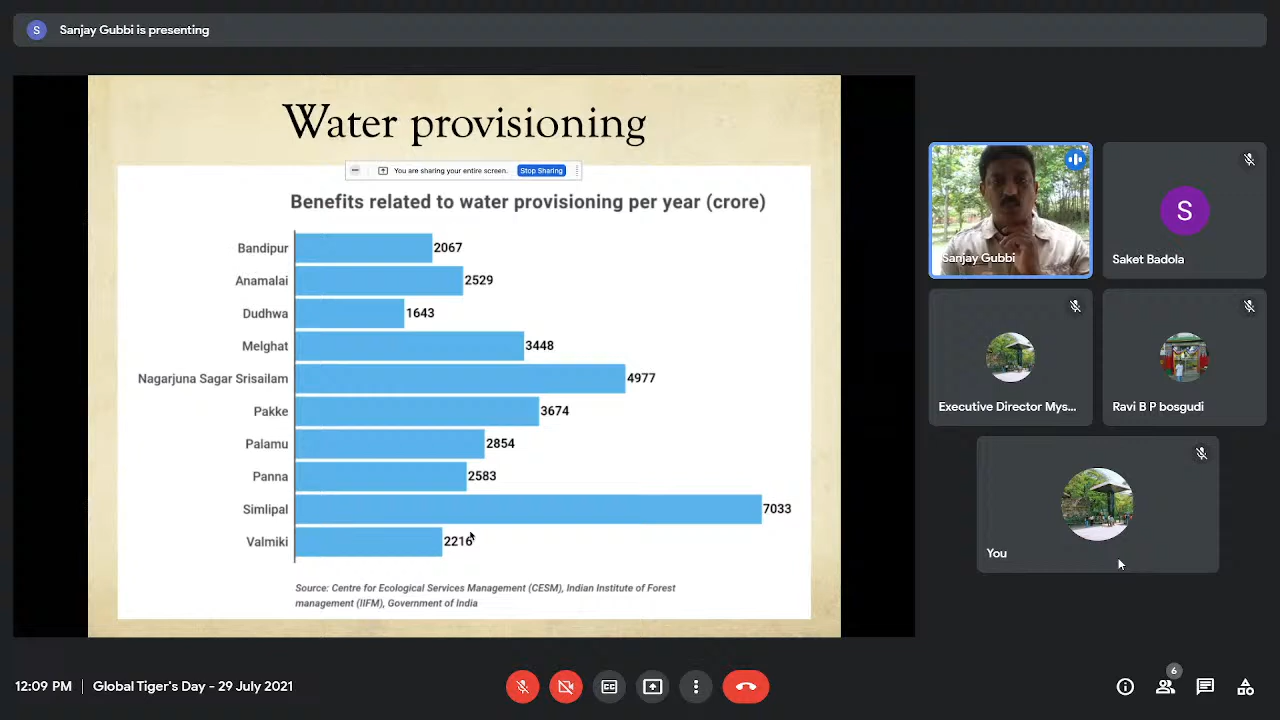 S
Sanjay Gubbi is presenting
Water provisioning
You are sharing your entire screen.
Stop Sharing
Benefits related to water provisioning per year (crore)
Bandipur 2067
Anamalai 2529
Dudhwa 1643
Melghat 3448
Nagarjuna Sagar Srisailam 4977
Pakke 3674
Palamu 2854
Panna 2583
Simlipal 7033
Valmiki 2216
Source: Centre for Ecological Services Management (CESM), Indian Institute of Forest
management (IIFM), Government of India
Sanjay Gubbi
S
Saket Badola
Executive Director Mys...
Ravi B P bosgudi
You
12:09 PM | Global Tiger's Day - 29 July 2021
6